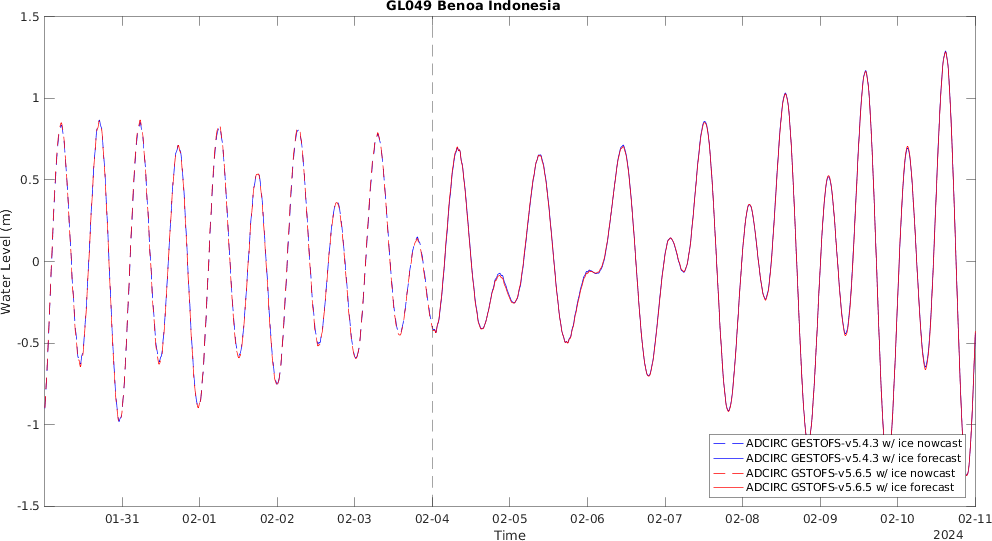 GL049 Benoa Indonesia
1.5
1
0.5
0
-0.5
-1
-1.5
Water Level (m)
ADCIRC GESTOFS-v5.4.3 w/ ice nowcast
ADCIRC GESTOFS-v5.4.3 w/ ice forecast
ADCIRC GSTOFS-v5.6.5 w/ ice nowcast
ADCIRC GSTOFS-v5.6.5 w/ ice forecast
01-31 02-01 02-02 02-03 02-04 02-05 02-06 02-07 02-08 02-09 02-10 02-11
Time
2024